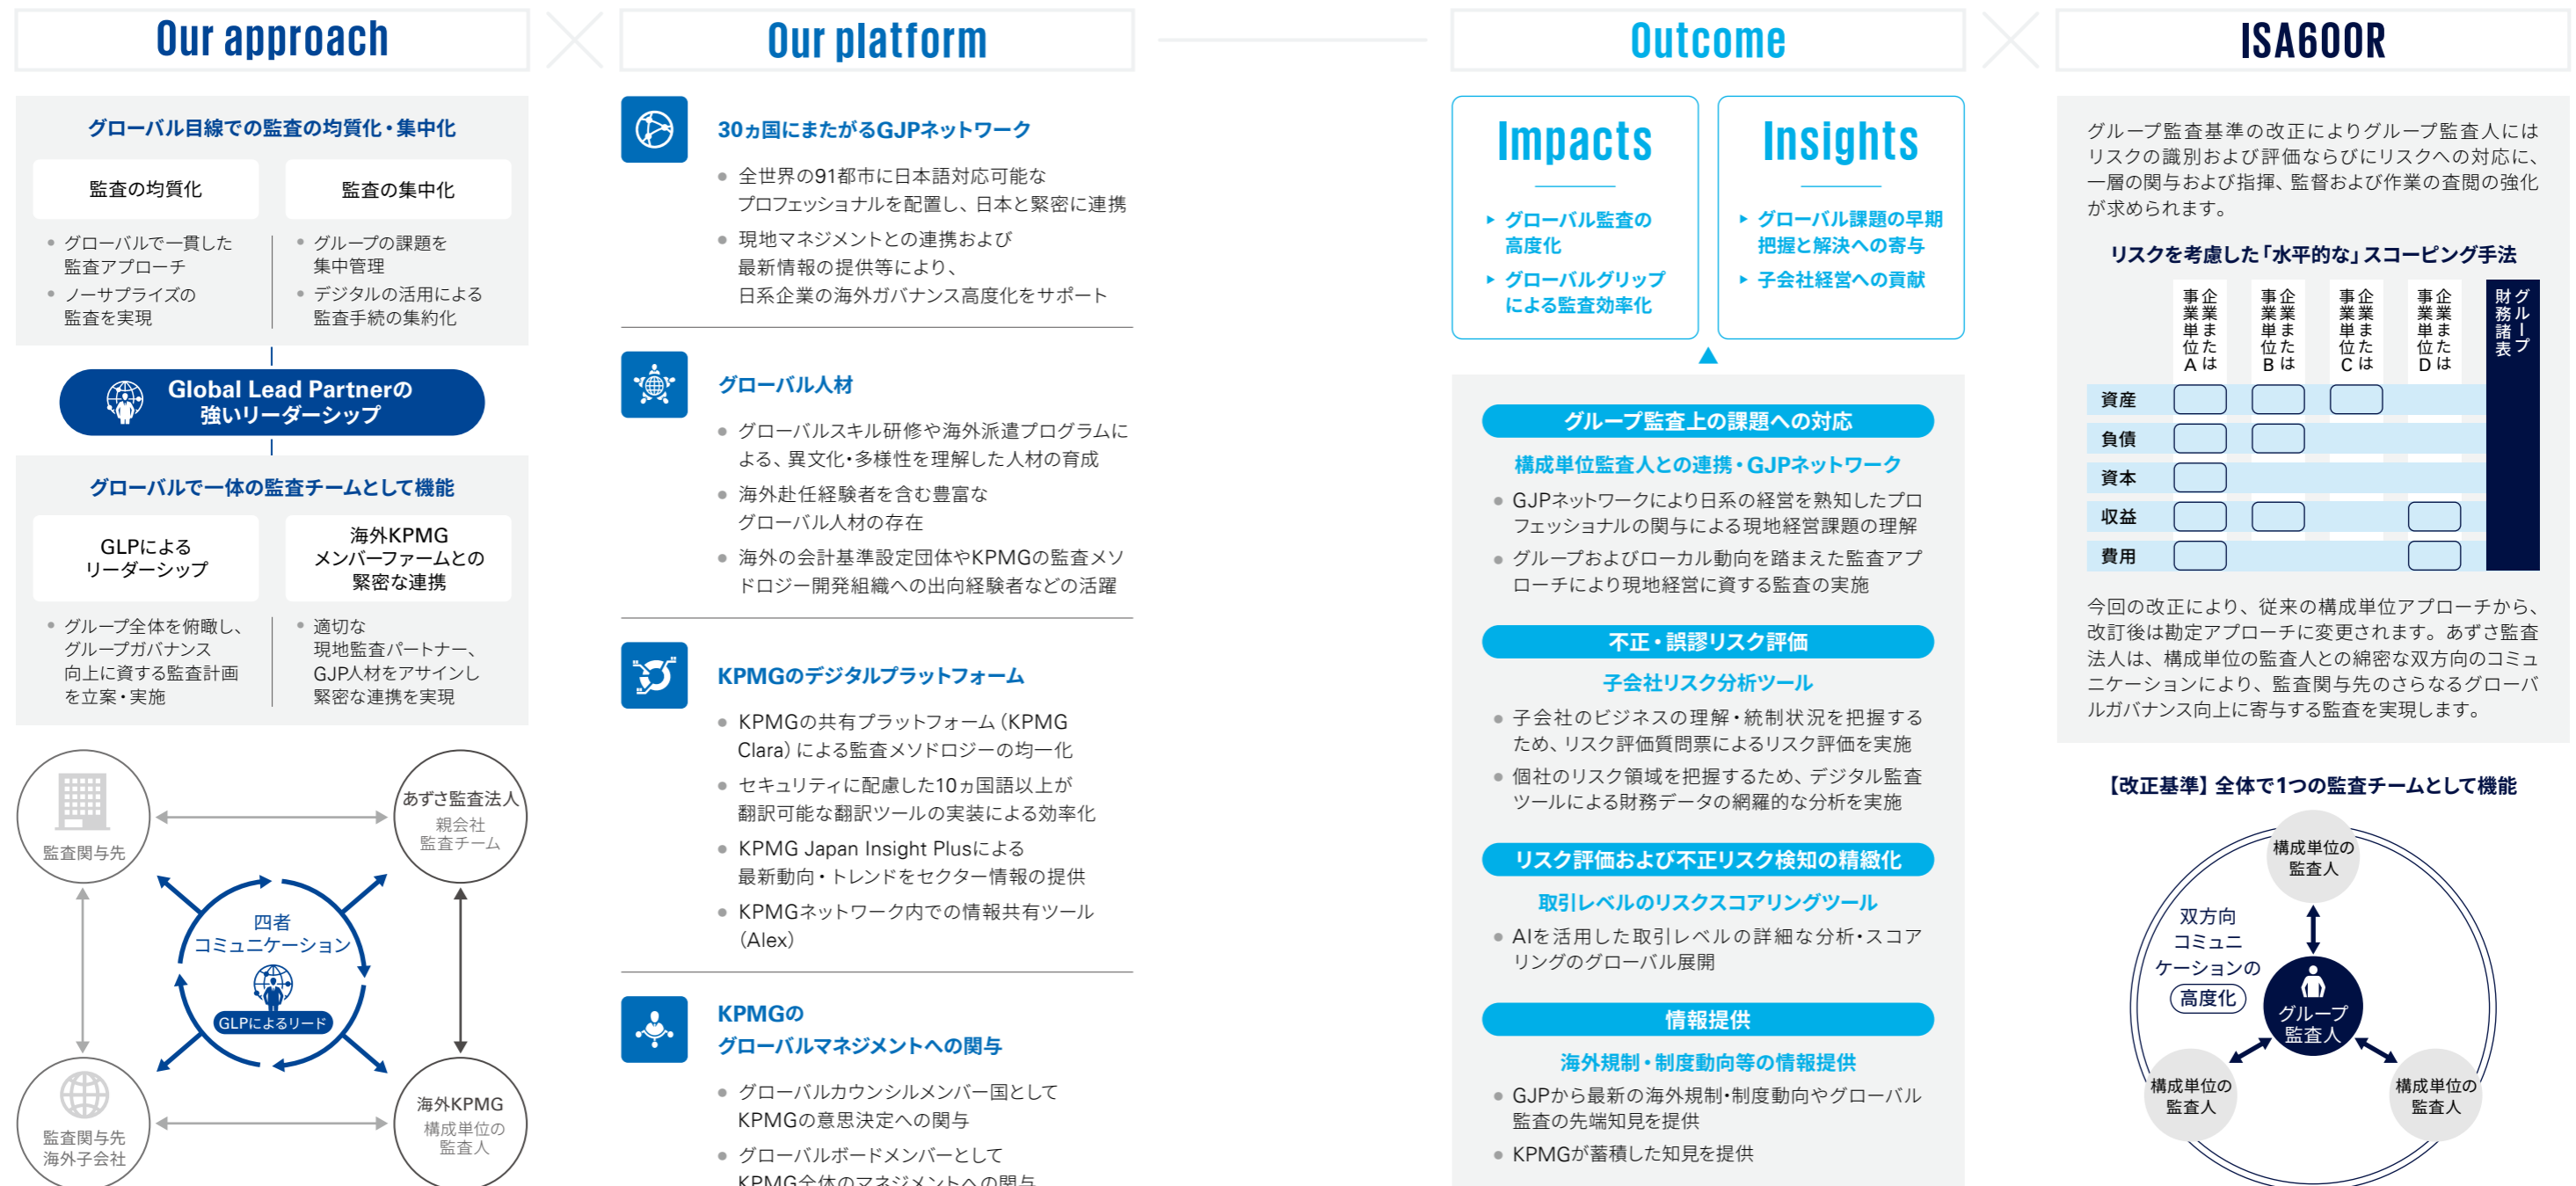 Our approach
グローバル目線での監査の均質化・集中化
監査の均質化
グローバルで一貫した
監査アプローチ
ノーサプライズの
監査を実現
監査の集中化
グループの課題を
集中管理
デジタルの活用による
監査手続の集約化
Global Lead Partnerの
強いリーダーシップ
グローバルで一体の監査チームとして機能
GLPによる
リーダーシップ
グループ全体を俯瞰し、
グループガバナンス
向上に資する監査計画
を立案・実施
海外KPMG
メンバーファームとの
緊密な連携
適切な
現地監査パートナー、
GJP人材をアサインし
緊密な連携を実現
監査関与先
あずさ監査法人
親会社
監査チーム
四者
コミュニケーション
GLPによるリード
監査関与先
海外子会社
海外KPMG
構成単位の
監査人
Our platform
30ヵ国にまたがるGJPネットワーク
全世界の91都市に日本語対応可能な
プロフェッショナルを配置し、日本と緊密に連携
現地マネジメントとの連携および
最新情報の提供等により、
日系企業の海外ガバナンス高度化をサポート
グローバル人材
グローバルスキル研修や海外派遣プログラムに
よる、異文化・多様性を理解した人材の育成
海外赴任経験者を含む豊富な
グローバル人材の存在
海外の会計基準設定団体やKPMGの監査メソ
ドロジー開発組織への出向経験者などの活躍
KPMGのデジタルプラットフォーム
KPMGの共有プラットフォーム（KPMG
Clara）による監査メソドロジーの均一化
セキュリティに配慮した10ヵ国語以上が
翻訳可能な翻訳ツールの実装による効率化
KPMG Japan Insight Plusによる
最新動向・トレンドをセクター情報の提供
KPMGネットワーク内での情報共有ツール
（Alex）
KPMGの
グローバルマネジメントへの関与
グローバルカウンシルメンバー国として
KPMGの意思決定への関与
グローバルボードメンバーとして
KPMG全体のマネジメントへの関与
Outcome
Impacts
グローバル監査の
高度化
グローバルグリップ
による監査効率化
Insights
グローバル課題の早期
把握と解決への寄与
子会社経営への貢献
グループ監査上の課題への対応
構成単位監査人との連携・GJPネットワーク
GJPネットワークにより日系の経営を熟知したプロ
フェッショナルの関与による現地経営課題の理解
グループおよびローカル動向を踏まえた監査アプ
ローチにより現地経営に資する監査の実施
不正・誤謬リスク評価
子会社リスク分析ツール
子会社のビジネスの理解・統制状況を把握する
ため、リスク評価質問票によるリスク評価を実施
個社のリスク領域を把握するため、デジタル監査
ツールによる財務データの網羅的な分析を実施
リスク評価および不正リスク検知の精緻化
取引レベルのリスクスコアリングツール
AIを活用した取引レベルの詳細な分析・スコア
リングのグローバル展開
情報提供
海外規制・制度動向等の情報提供
GJPから最新の海外規制・制度動向やグローバル
監査の先端知見を提供
KPMGが蓄積した知見を提供
ISA600R
グループ監査基準の改正によりグループ監査人には
リスクの識別および評価ならびにリスクへの対応に、
一層の関与および指揮、監督および作業の査閲の強化
が求められます。
リスクを考慮した「水平的な」スコーピング手法
企業または
事業単位A
企業または
事業単位B
企業または
事業単位C
企業または
事業単位D
グループ
財務諸表
資産
負債
資本
収益
費用
今回の改正により、従来の構成単位アプローチから、
改訂後は勘定アプローチに変更されます。あずさ監査
法人は、構成単位の監査人との綿密な双方向のコミュ
ニケーションにより、監査関与先のさらなるグローバ
ルガバナンス向上に寄与する監査を実現します。
【改正基準】全体で1つの監査チームとして機能
構成単位の
監査人
双方向
コミュニ
ケーションの
高度化
グループ
監査人
構成単位の
監査人
構成単位の
監査人